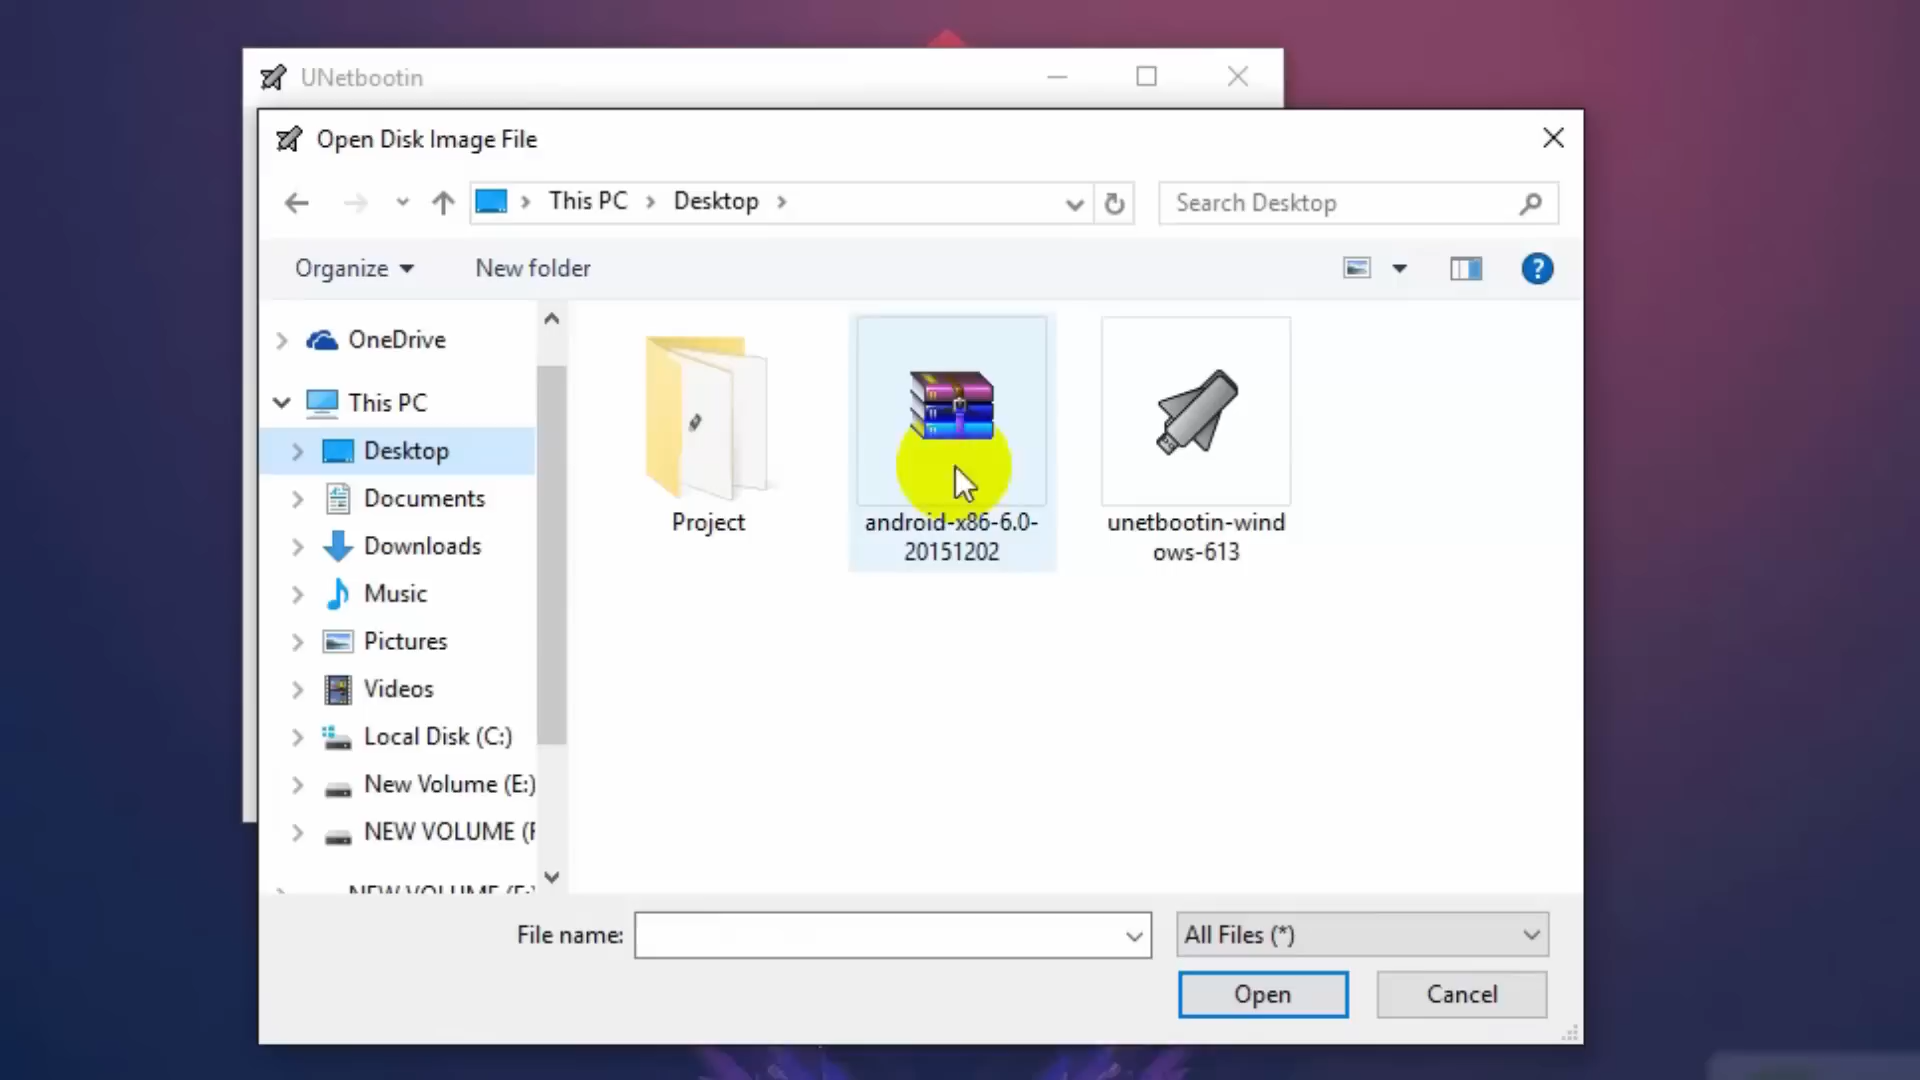 UNetbootin
Open Disk Image File
This PC
Desktop
Search Desktop
Organize
New folder
OneDrive
This PC
Desktop
Documents
Downloads
Music
Pictures
Videos
Local Disk (C:)
New Volume (E:)
NEW VOLUME (F
NEW VOLUME (F:)
Project
android-x86-6.0-
20151202
unetbootin-wind
ows-613
File name:
All Files (*)
Open
Cancel